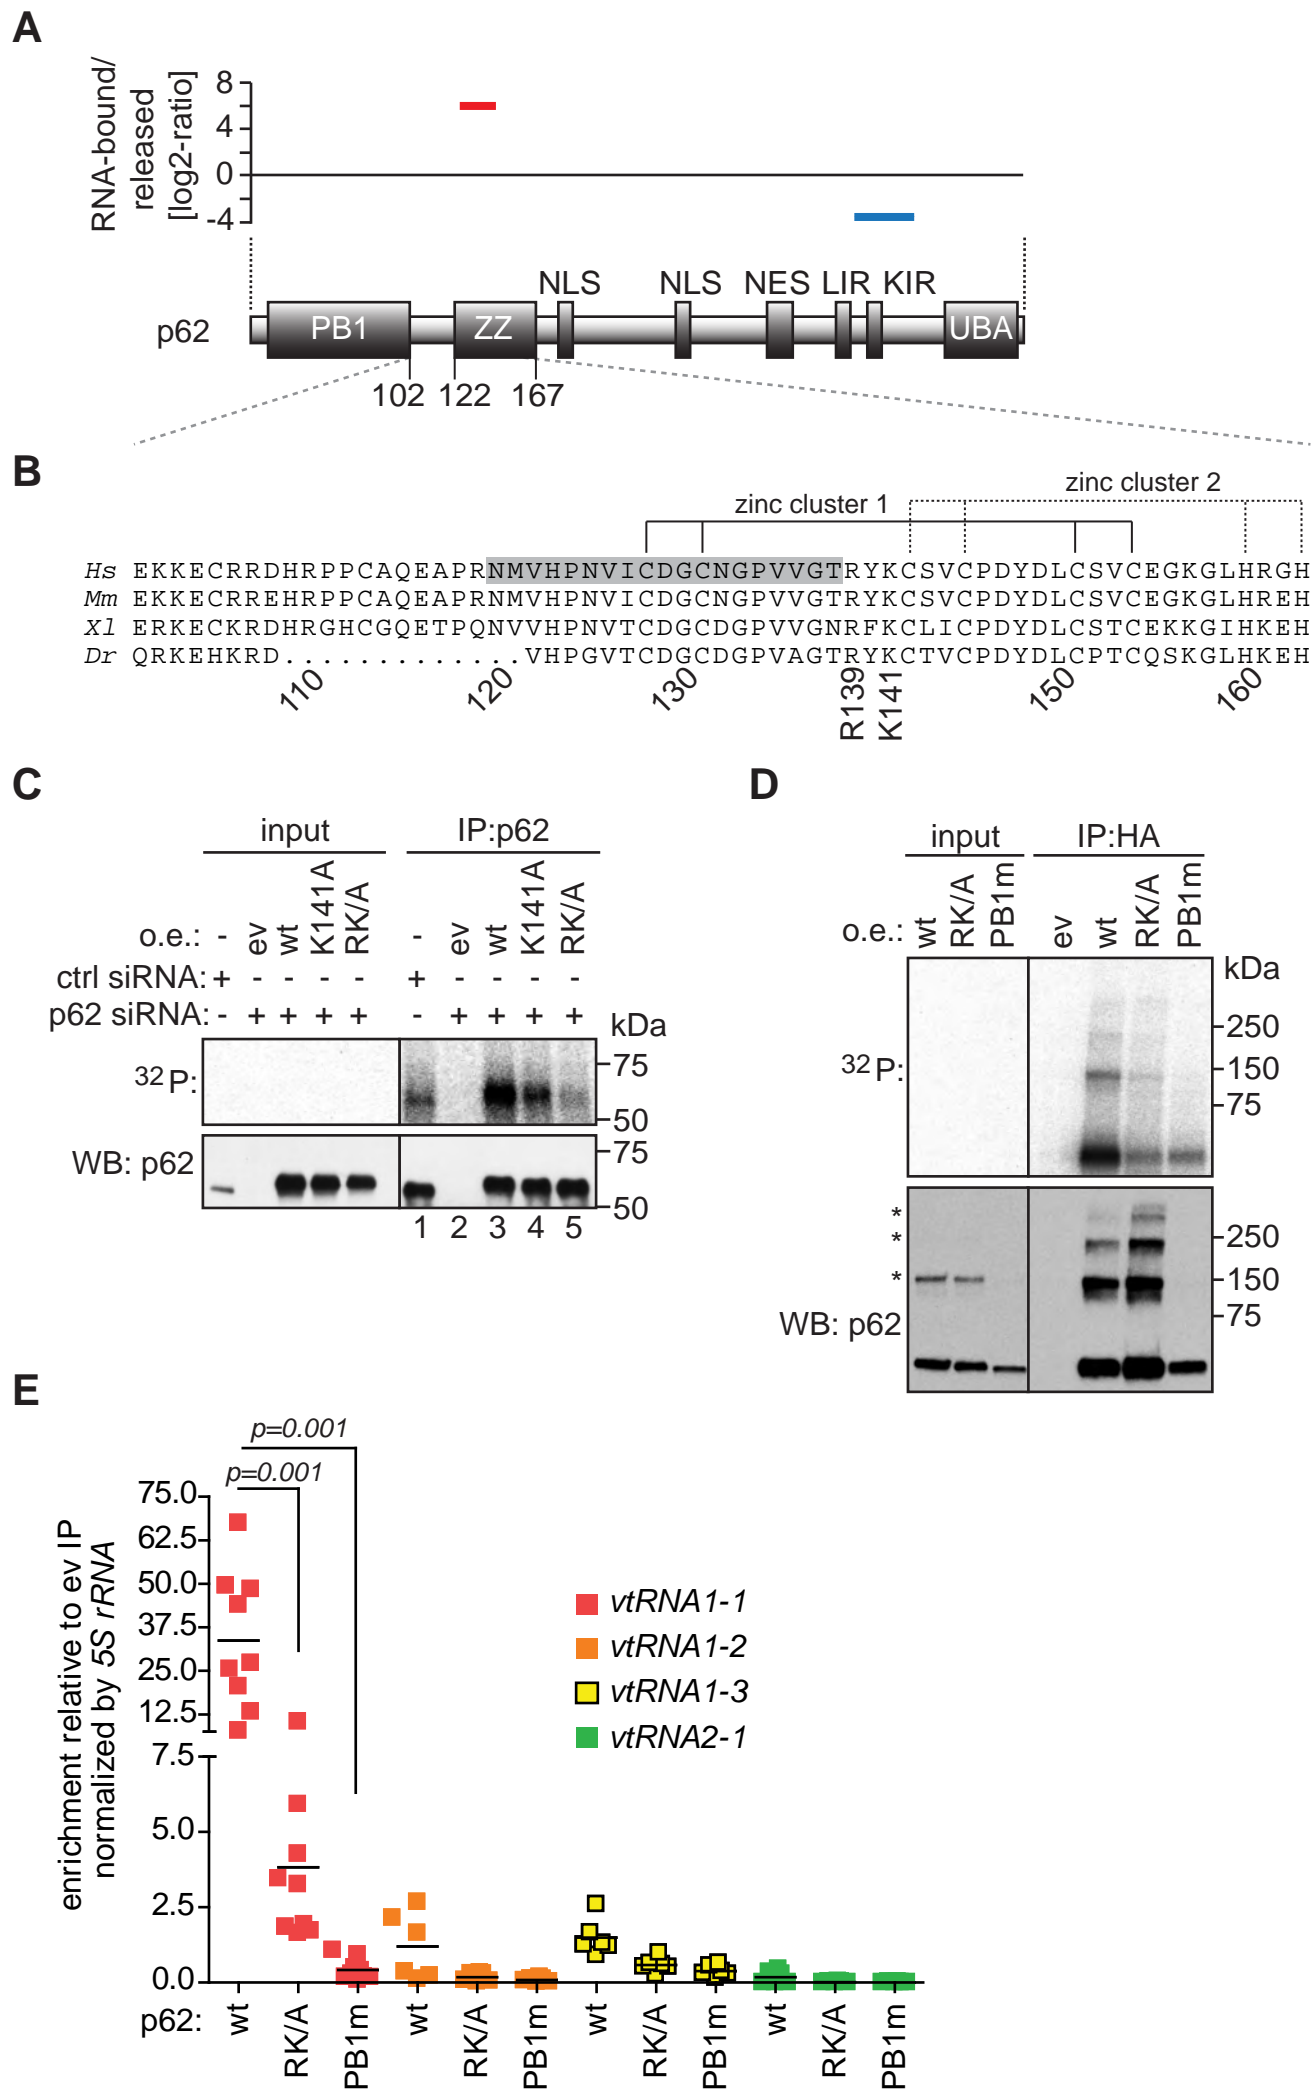 A
RNA-bound/
released
[log2-ratio]
8
4
0
-4
NLS NLS NES LIR KIR
p62 PB1 ZZ UBA
102 122 167
B
zinc cluster 1 zinc cluster 2
Hs EKKECRRDHRPPCAQEAPRNMVHPNVICDGCNGPVVGTRYKCSVCPDYDLCSVCEGKGLHRGH
Mm EKKECRREHRPPCAQEAPRNMVHPNVICDGCNGPVVGTRYKCSVCPDYDLCSVCEGKGLHREH
Xl ERKECKRDHRGHCGQETPQNVVHPNVTCDGCDGPVVGNRFKCLICPDYDLCSTCEKKGIHKEH
Dr QRKEHKRD.............VHPGVTCDGCDGPVAGTRYKCTVCPDYDLCPTCQSKGLHKEH
110 120 130 R139 K141 150 160
C
input IP:p62
o.e.: - ev wt K141A RK/A - ev wt K141A RK/A
ctrl siRNA: + - - - - + - - - -
p62 siRNA: - + + + + - + + + +
kDa
32P:
75
50
WB: p62
75
50
1 2 3 4 5
D
input IP:HA
o.e.: wt RK/A PB1m ev wt RK/A PB1m
kDa
32P:
250
150
75
WB: p62
*
*
*
250
150
75
E
p=0.001
p=0.001
enrichment relative to ev IP
normalized by 5S rRNA
75.0
62.5
50.0
37.5
25.0
12.5
7.5
5.0
2.5
0.0
vtRNA1-1
vtRNA1-2
vtRNA1-3
vtRNA2-1
p62: wt RK/A PB1m wt RK/A PB1m wt RK/A PB1m wt RK/A PB1m